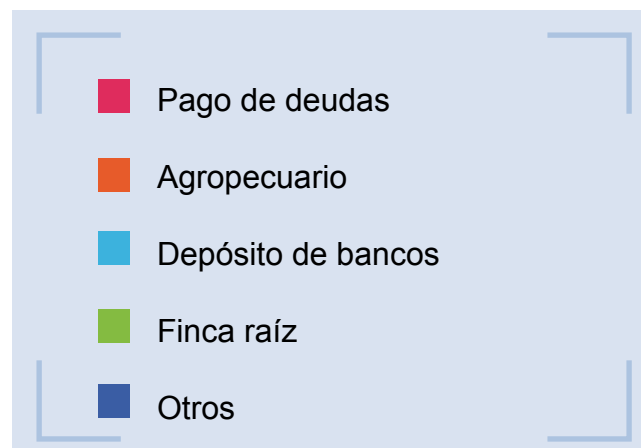 Pago de deudas
Agropecuario
Depósito de bancos
Finca raíz
Otros